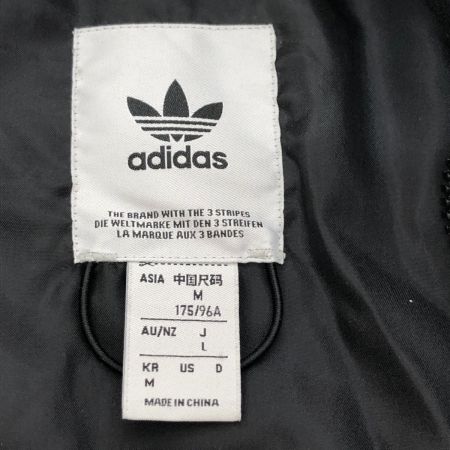 adidas
THE BRAND WITH THE 3 STRIPES
DIE WELTMARKE MIT DEN 3 STREIFEN
LA MARQUE AUX 3 BANDES
ASIA 中国尺码
M
175/96A
AU/NZ J
L
KR US D
M
MADE IN CHINA